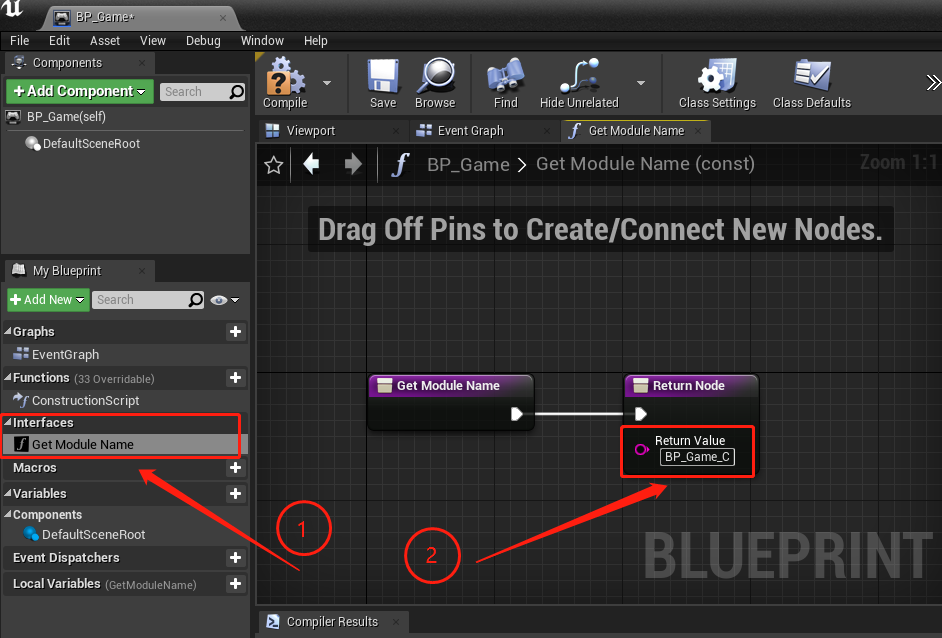 BP_Game*
File Edit Asset View Debug Window Help
Components
+Add Component
Search
BP_Game(self)
DefaultSceneRoot
Compile Save Browse Find Hide Unrelated Class Settings Class Defaults
Viewport Event Graph f Get Module Name
f BP_Game > Get Module Name (const) Zoom 1:1
Drag Off Pins to Create/Connect New Nodes.
My Blueprint
+Add New Search
Graphs
EventGraph
Functions (33 Overridable)
ConstructionScript
Interfaces
f Get Module Name
Macros
Variables
Components
DefaultSceneRoot
Event Dispatchers
Local Variables (GetModuleName)
Get Module Name
Return Node
Return Value
BP_Game_C
1
2
BLUEPRINT
Compiler Results